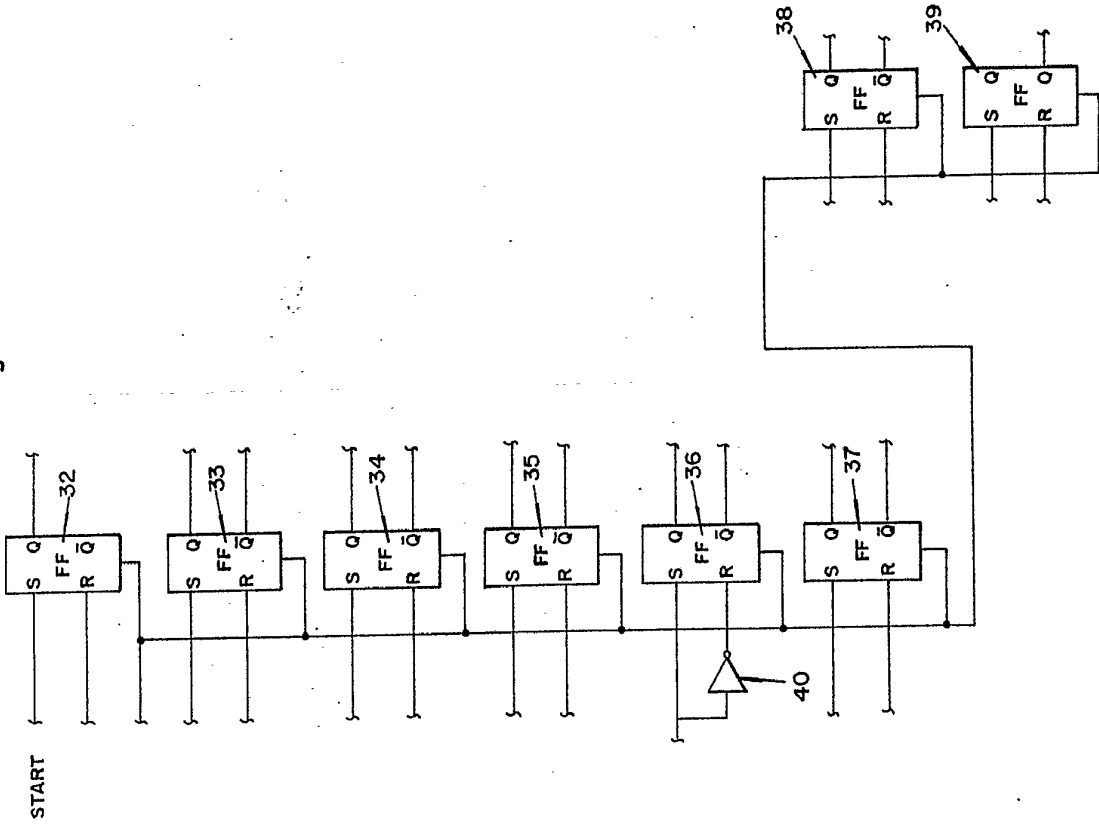 START
S Q
FF
R Q̅
32
S Q
FF
R Q̅
33
S Q
FF
R Q̅
34
S Q
FF
R Q̅
35
S Q
FF
R Q̅
36
40
S Q
FF
R Q̅
37
S Q
FF
R Q̅
38
S Q
FF
R Q
39